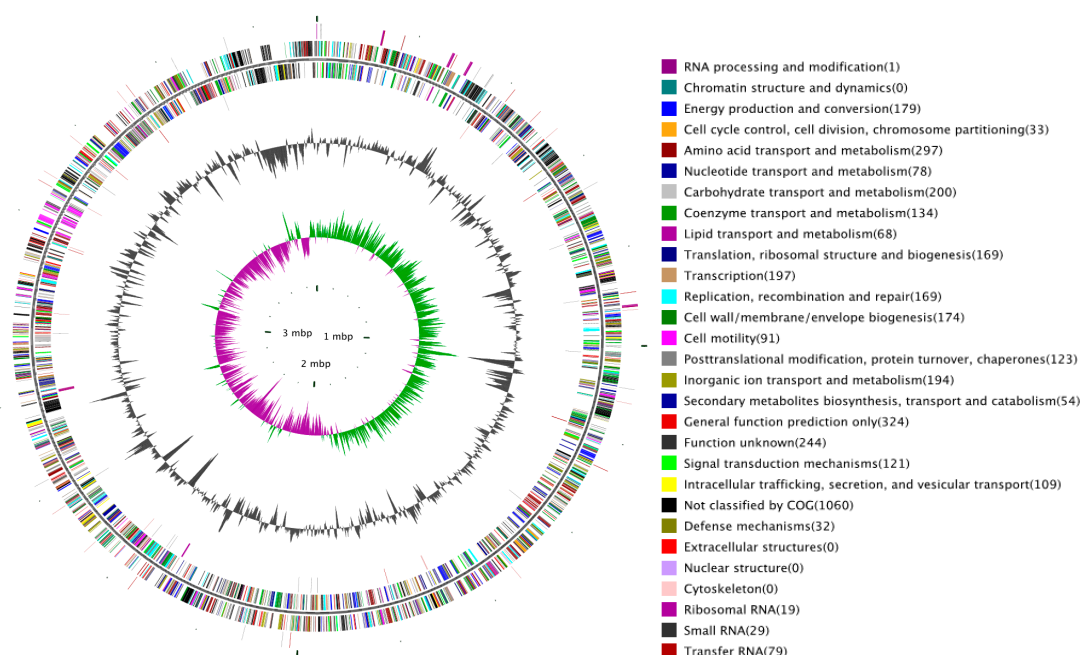 3 mbp
1 mbp
2 mbp
RNA processing and modification(1)
Chromatin structure and dynamics(0)
Energy production and conversion(179)
Cell cycle control, cell division, chromosome partitioning(33)
Amino acid transport and metabolism(297)
Nucleotide transport and metabolism(78)
Carbohydrate transport and metabolism(200)
Coenzyme transport and metabolism(134)
Lipid transport and metabolism(68)
Translation, ribosomal structure and biogenesis(169)
Transcription(197)
Replication, recombination and repair(169)
Cell wall/membrane/envelope biogenesis(174)
Cell motility(91)
Posttranslational modification, protein turnover, chaperones(123)
Inorganic ion transport and metabolism(194)
Secondary metabolites biosynthesis, transport and catabolism(54)
General function prediction only(324)
Function unknown(244)
Signal transduction mechanisms(121)
Intracellular trafficking, secretion, and vesicular transport(109)
Not classified by COG(1060)
Defense mechanisms(32)
Extracellular structures(0)
Nuclear structure(0)
Cytoskeleton(0)
Ribosomal RNA(19)
Small RNA(29)
Transfer RNA(79)